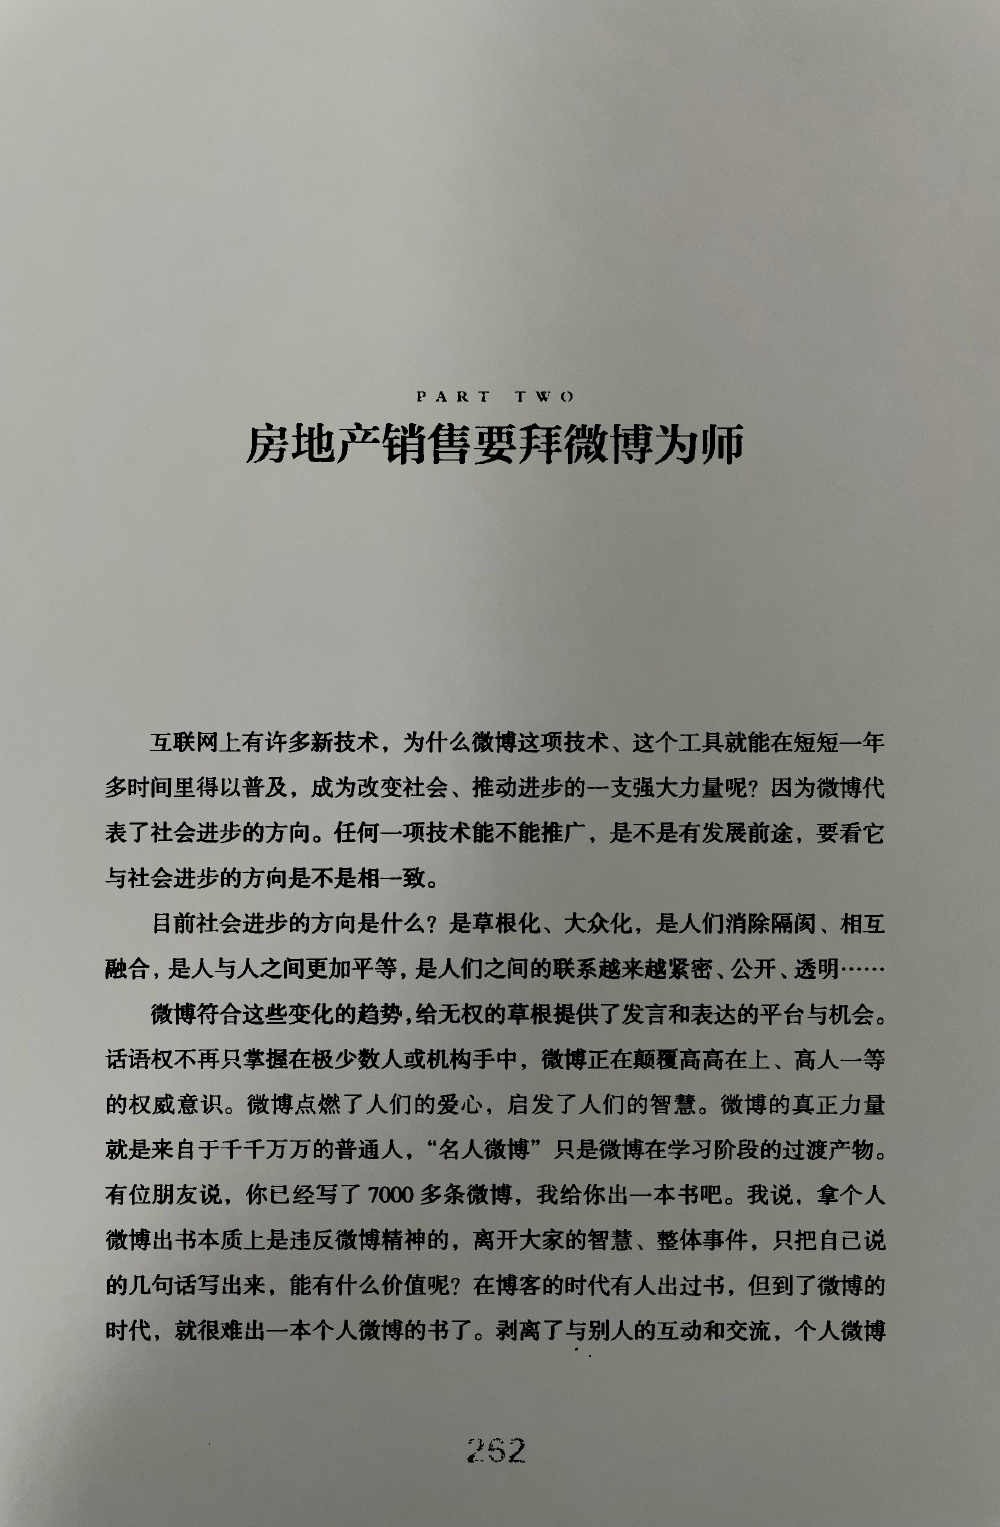 PART TWO
房地产销售要拜微博为师
互联网上有许多新技术，为什么微博这项技术、这个工具就能在短短一年
多时间里得以普及，成为改变社会、推动进步的一支强大力量呢？因为微博代
表了社会进步的方向。任何一项技术能不能推广，是不是有发展前途，要看它
与社会进步的方向是不是相一致。
目前社会进步的方向是什么？是草根化、大众化，是人们消除隔阂、相互
融合，是人与人之间更加平等，是人们之间的联系越来越紧密、公开、透明……
微博符合这些变化的趋势，给无权的草根提供了发言和表达的平台与机会。
话语权不再只掌握在极少数人或机构手中，微博正在颠覆高高在上、高人一等
的权威意识。微博点燃了人们的爱心，启发了人们的智慧。微博的真正力量
就是来自于千千万万的普通人，“名人微博”只是微博在学习阶段的过渡产物。
有位朋友说，你已经写了 7000 多条微博，我给你出一本书吧。我说，拿个人
微博出书本质上是违反微博精神的，离开大家的智慧、整体事件，只把自己说
的几句话写出来，能有什么价值呢？在博客的时代有人出过书，但到了微博的
时代，就很难出一本个人微博的书了。剥离了与别人的互动和交流，个人微博
262